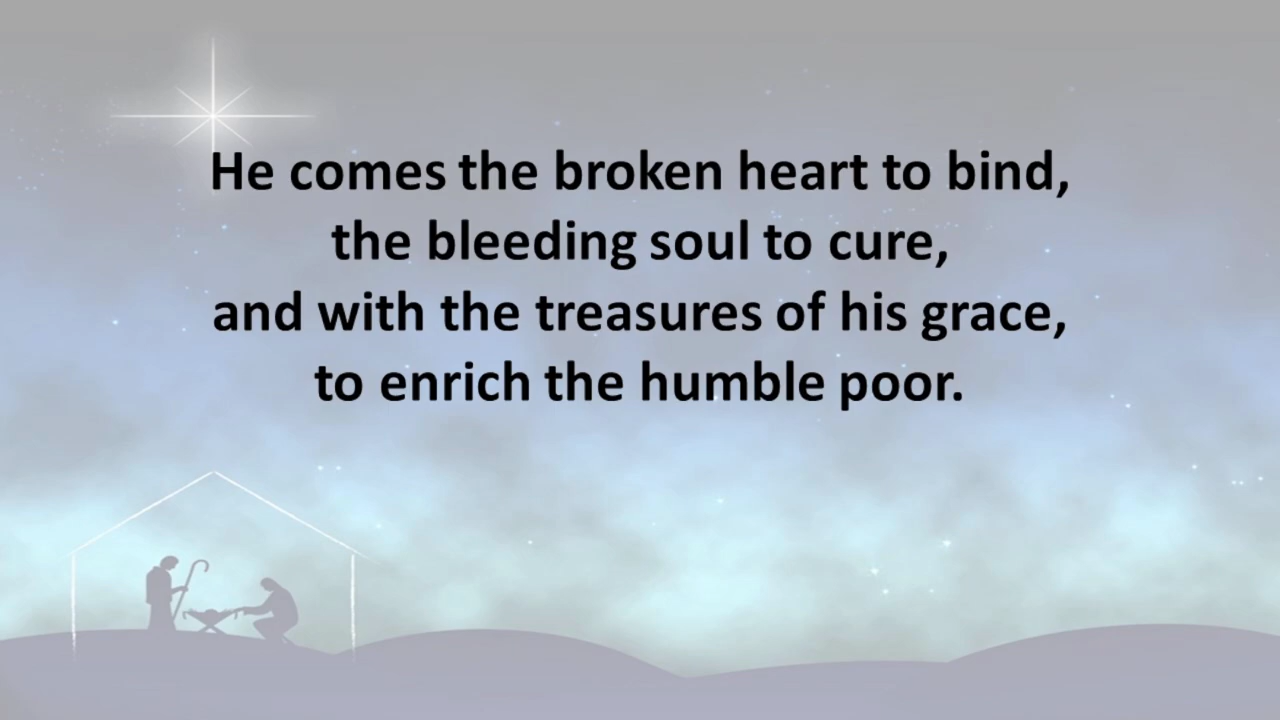 He comes the broken heart to bind,
the bleeding soul to cure,
and with the treasures of his grace,
to enrich the humble poor.